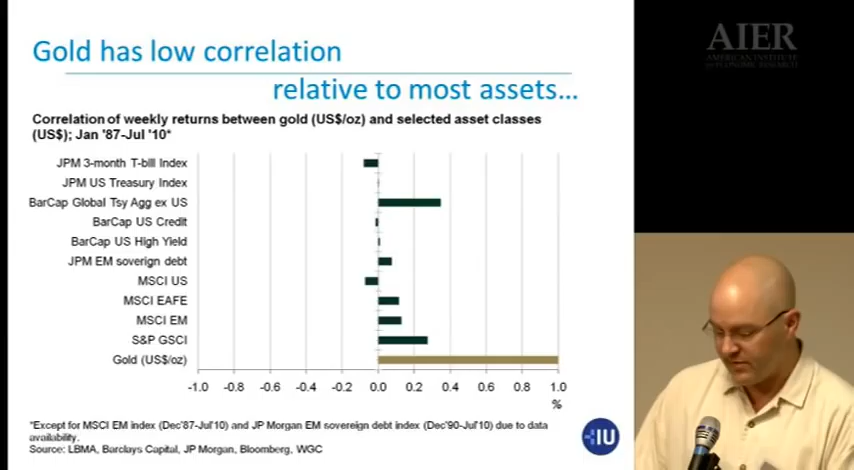 Gold has low correlation
relative to most assets...
Correlation of weekly returns between gold (US$/oz) and selected asset classes
(US$); Jan '87-Jul '10*
JPM 3-month T-bill Index
JPM US Treasury Index
BarCap Global Tsy Agg ex US
BarCap US Credit
BarCap US High Yield
JPM EM soverign debt
MSCI US
MSCI EAFE
MSCI EM
S&P GSCI
Gold (US$/oz)
-1.0 -0.8 -0.6 -0.4 -0.2 0.0 0.2 0.4 0.6 0.8 1.0
%
*Except for MSCI EM index (Dec'87-Jul'10) and JP Morgan EM sovereign debt index (Dec'90-Jul'10) due to data
availability.
Source: LBMA, Barclays Capital, JP Morgan, Bloomberg, WGC
IU
AIER
AMERICAN INSTITUTE
for ECONOMIC RESEARCH